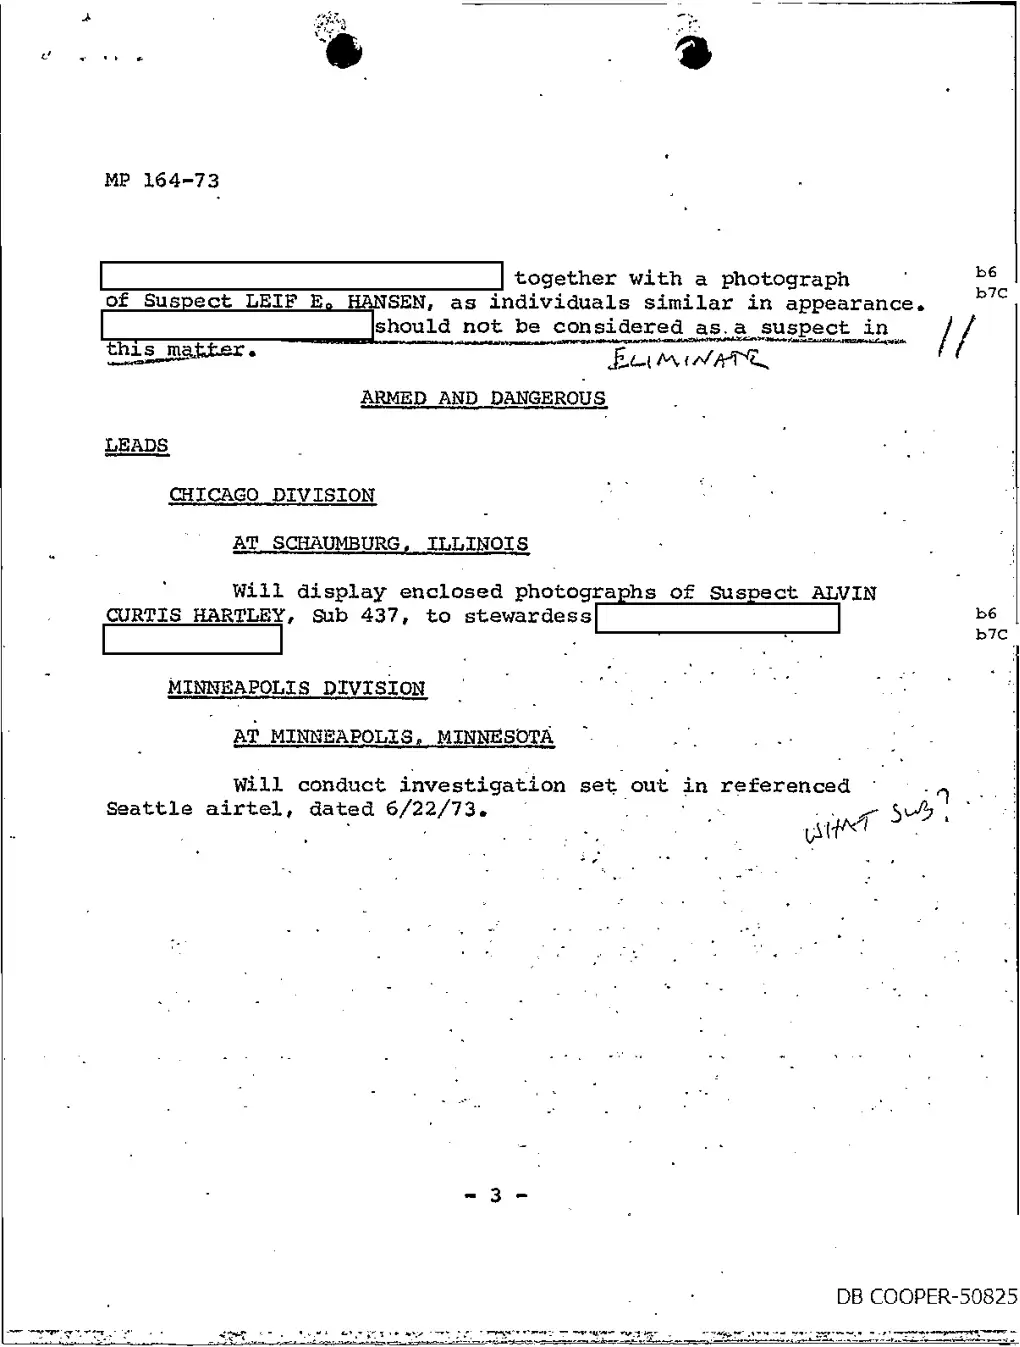 MP 164-73
together with a photograph
b6
b7C
of Suspect LEIF E. HANSEN, as individuals similar in appearance.
should not be considered as a suspect in
this matter.
ELIMINATE
//
ARMED AND DANGEROUS
LEADS
CHICAGO DIVISION
AT SCHAUMBURG, ILLINOIS
Will display enclosed photographs of Suspect ALVIN
CURTIS HARTLEY, Sub 437, to stewardess
b6
b7C
MINNEAPOLIS DIVISION
AT MINNEAPOLIS, MINNESOTA
Will conduct investigation set out in referenced
Seattle airtel, dated 6/22/73.
WHAT SUB?
- 3 -
DB COOPER-50825